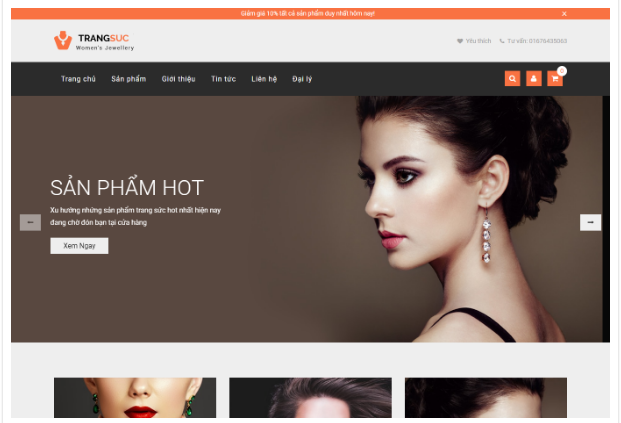 Giảm giá 10% tất cả sản phẩm duy nhất hôm nay!
×
TRANGSUC
Women's Jewellery
Yêu thích
Tư vấn: 01676435063
Trang chủ Sản phẩm Giới thiệu Tin tức Liên hệ Đại lý
0
SẢN PHẨM HOT
Xu hướng những sản phẩm trang sức hot nhất hiện nay
đang chờ đón bạn tại cửa hàng
Xem Ngay